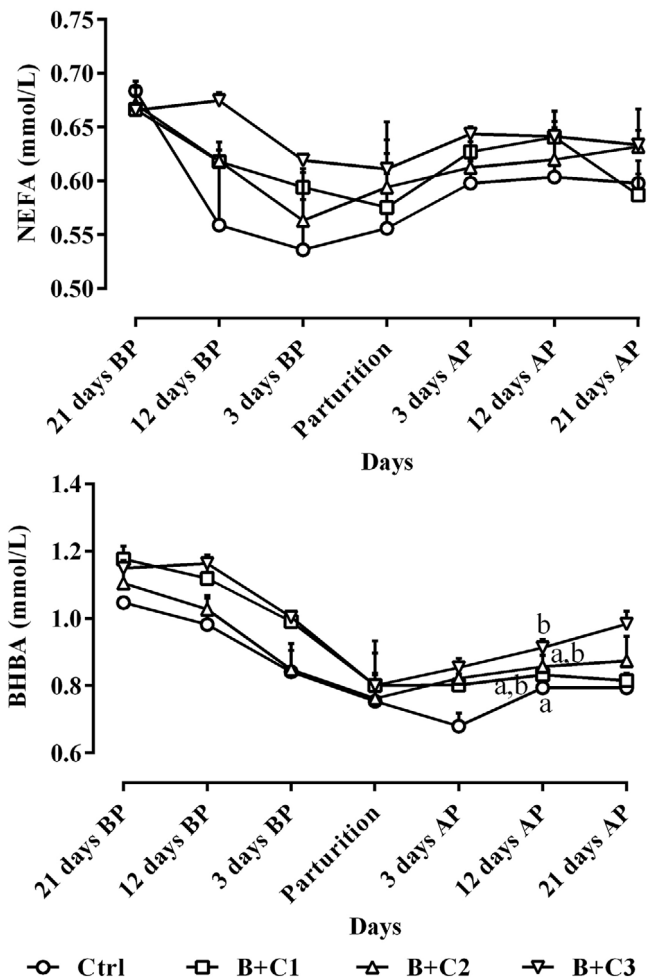 0.75
0.70
0.65
0.60
0.55
0.50
NEFA (mmol/L)
21 days BP
12 days BP
3 days BP
Parturition
3 days AP
12 days AP
21 days AP
Days
1.4
1.2
1.0
0.8
0.6
BHBA (mmol/L)
b
a,b
a,b
a
21 days BP
12 days BP
3 days BP
Parturition
3 days AP
12 days AP
21 days AP
Days
Ctrl B+C1 B+C2 B+C3